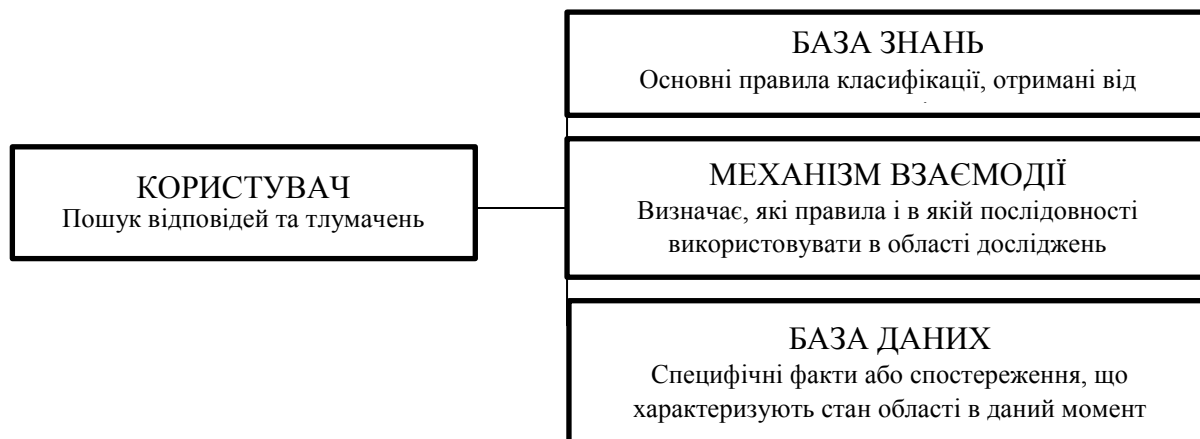 БАЗА ЗНАНЬ
Основні правила класифікації, отримані від
КОРИСТУВАЧ
Пошук відповідей та тлумачень
МЕХАНІЗМ ВЗАЄМОДІЇ
Визначає, які правила і в якій послідовності
використовувати в області досліджень
БАЗА ДАНИХ
Специфічні факти або спостереження, що
характеризують стан області в даний момент